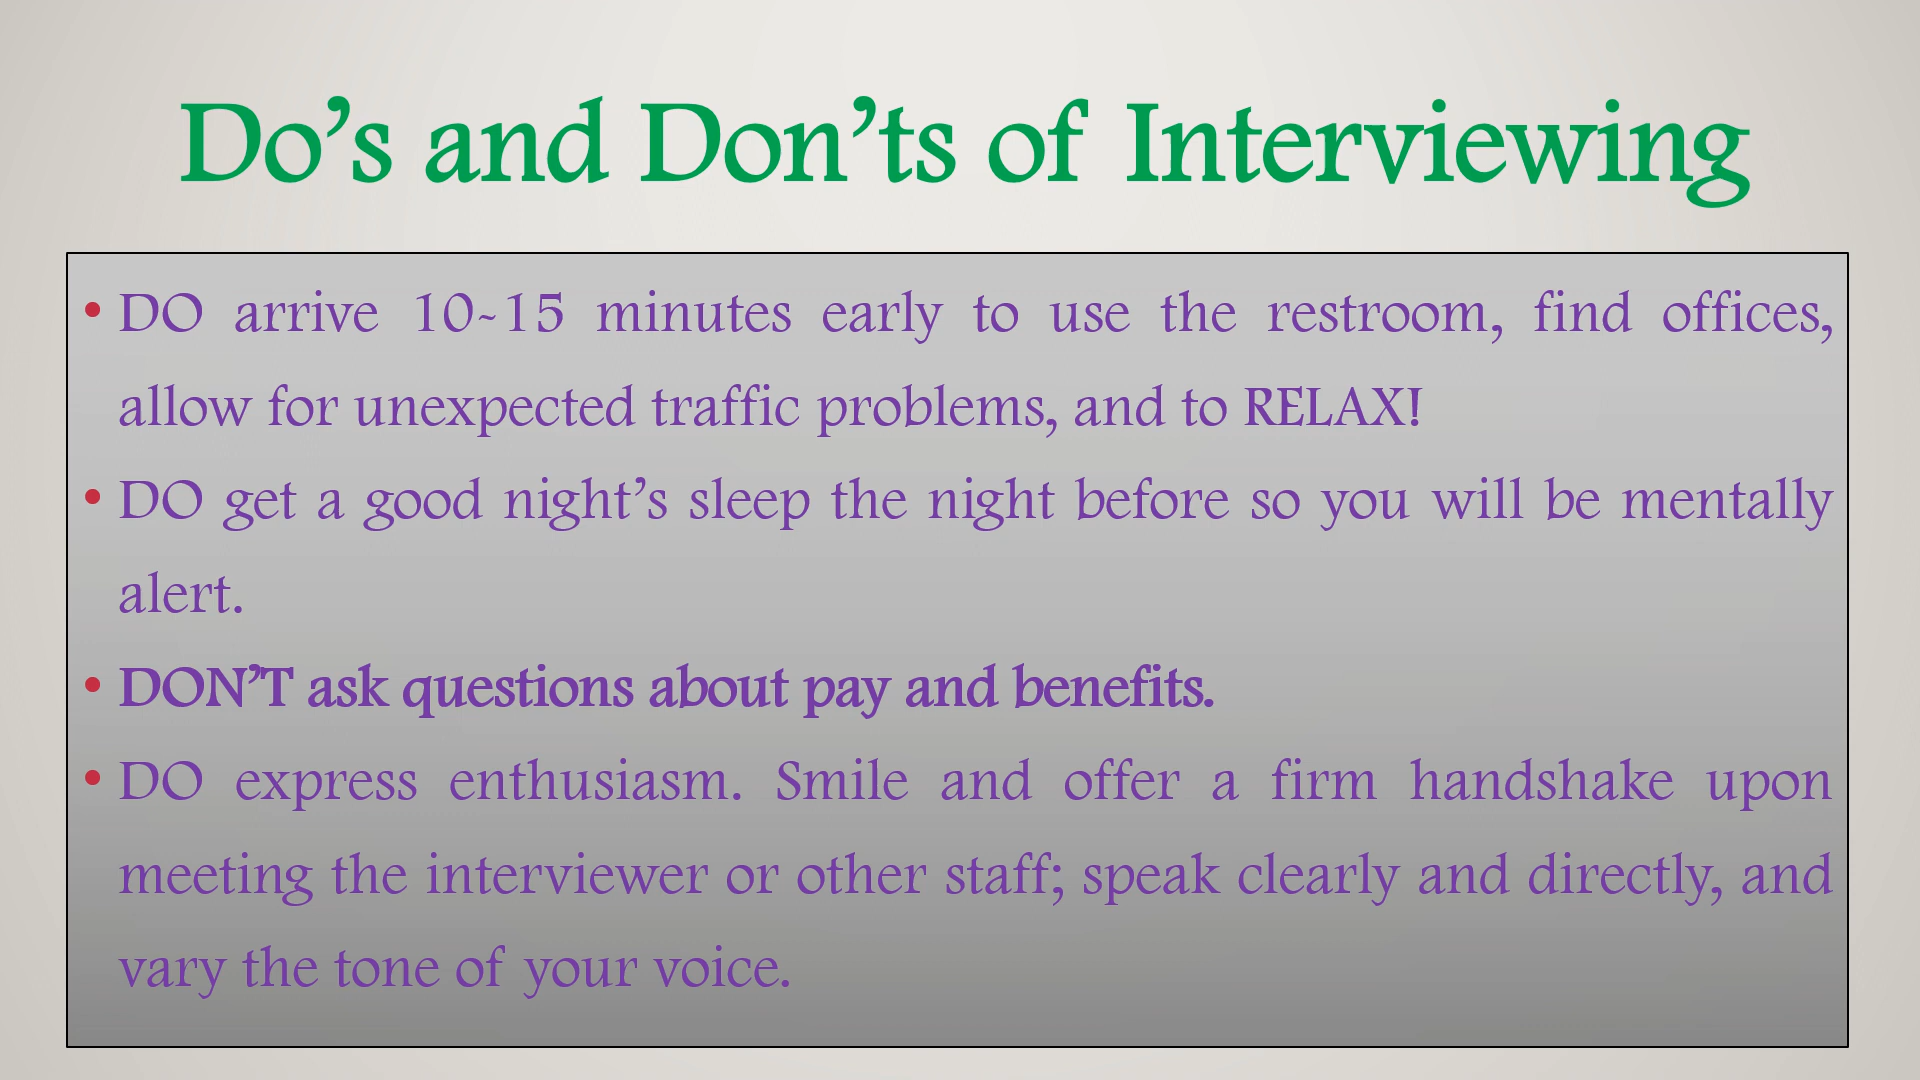 Do’s and Don’ts of Interviewing
• DO arrive 10-15 minutes early to use the restroom, find offices,
allow for unexpected traffic problems, and to RELAX!
• DO get a good night’s sleep the night before so you will be mentally
alert.
• DON’T ask questions about pay and benefits.
• DO express enthusiasm. Smile and offer a firm handshake upon
meeting the interviewer or other staff; speak clearly and directly, and
vary the tone of your voice.